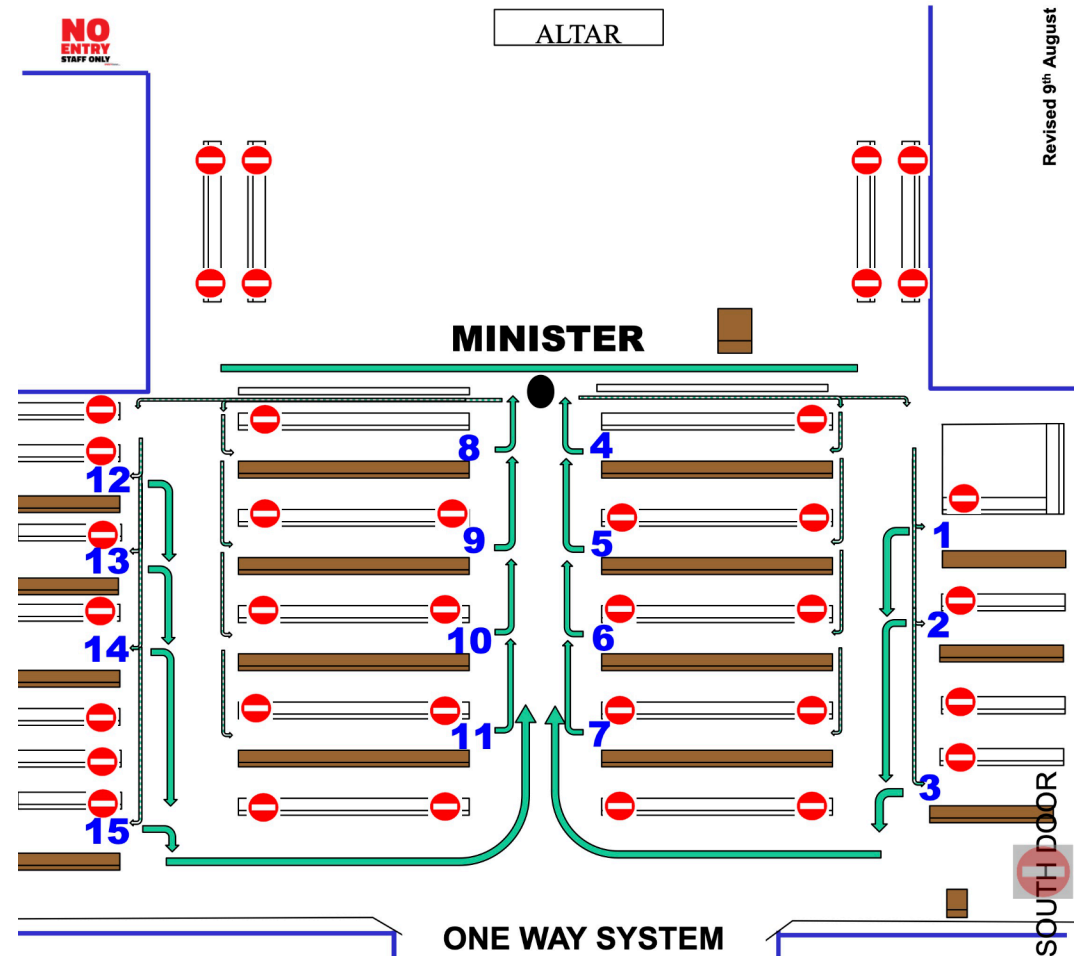 NO
ENTRY
STAFF ONLY
ALTAR
Revised 9th August
MINISTER
8
4
12
9
5
1
13
10
6
2
14
11
7
3
15
SOUTH DOOR
ONE WAY SYSTEM